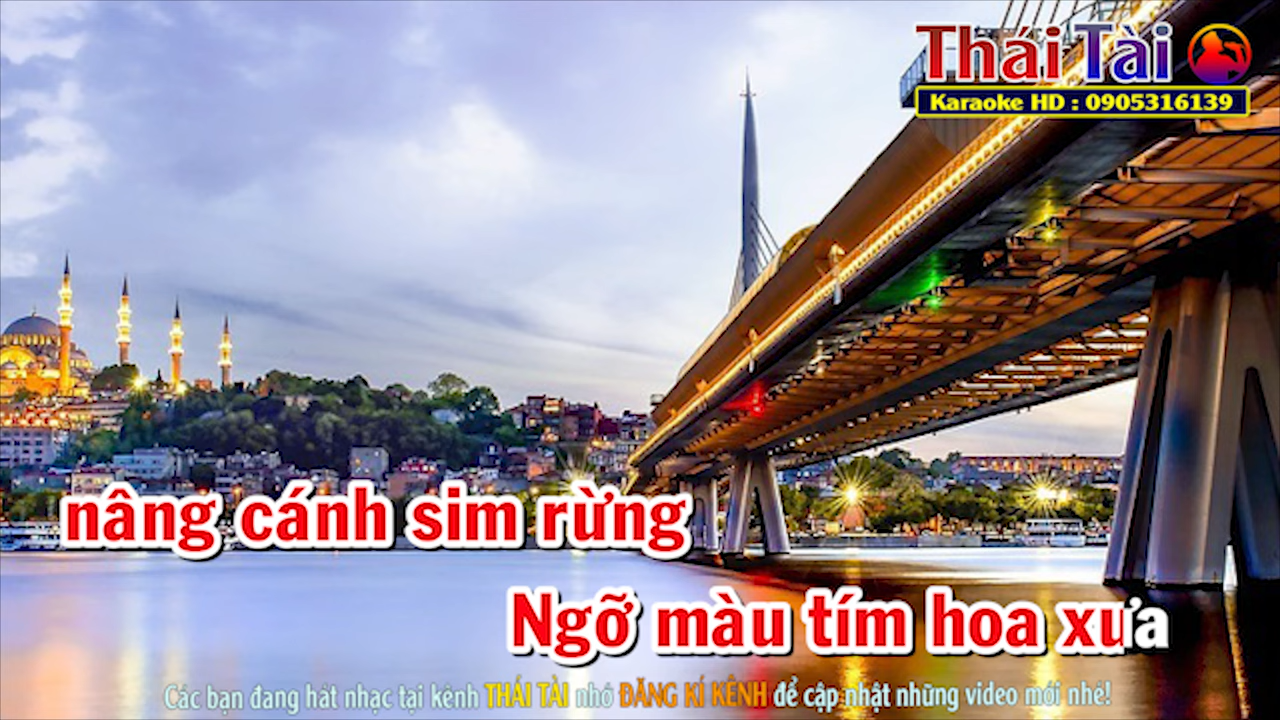 Thái Tài
Karaoke HD : 0905316139
nâng cánh sim rừng
Ngỡ màu tím hoa xưa
Các bạn đang hát nhạc tại kênh THÁI TÀI nhớ ĐĂNG KÍ KÊNH để cập nhật những video mới nhé!